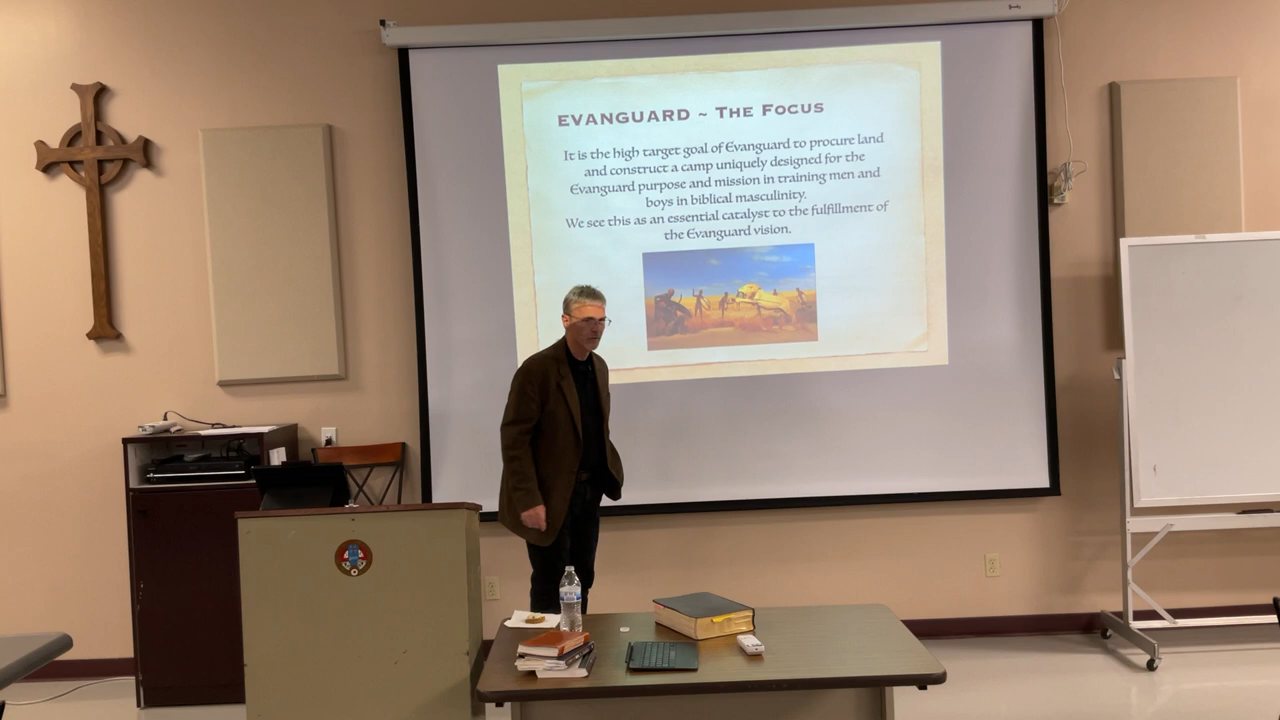 EVANGUARD ~ THE FOCUS
It is the high target goal of Evanguard to procure land
and construct a camp uniquely designed for the
Evanguard purpose and mission in training men and
boys in biblical masculinity.
We see this as an essential catalyst to the fulfillment of
the Evanguard vision.